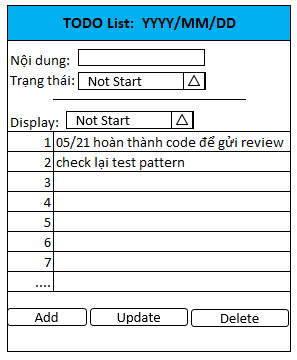 TODO List: YYYY/MM/DD
Nội dung:
Trạng thái: Not Start
Display: Not Start
1 05/21 hoàn thành code để gửi review
2 check lại test pattern
3
4
5
6
7
....
Add Update Delete